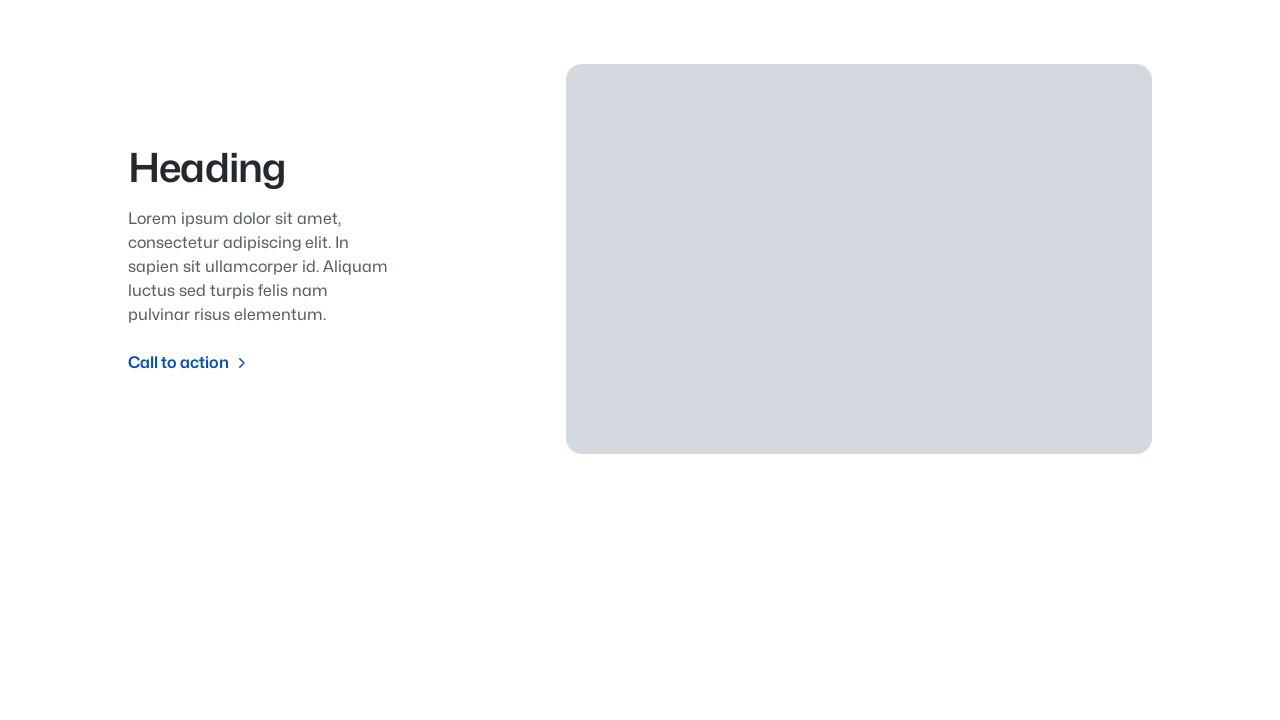 Heading
Lorem ipsum dolor sit amet,
consectetur adipiscing elit. In
sapien sit ullamcorper id. Aliquam
luctus sed turpis felis nam
pulvinar risus elementum.
Call to action